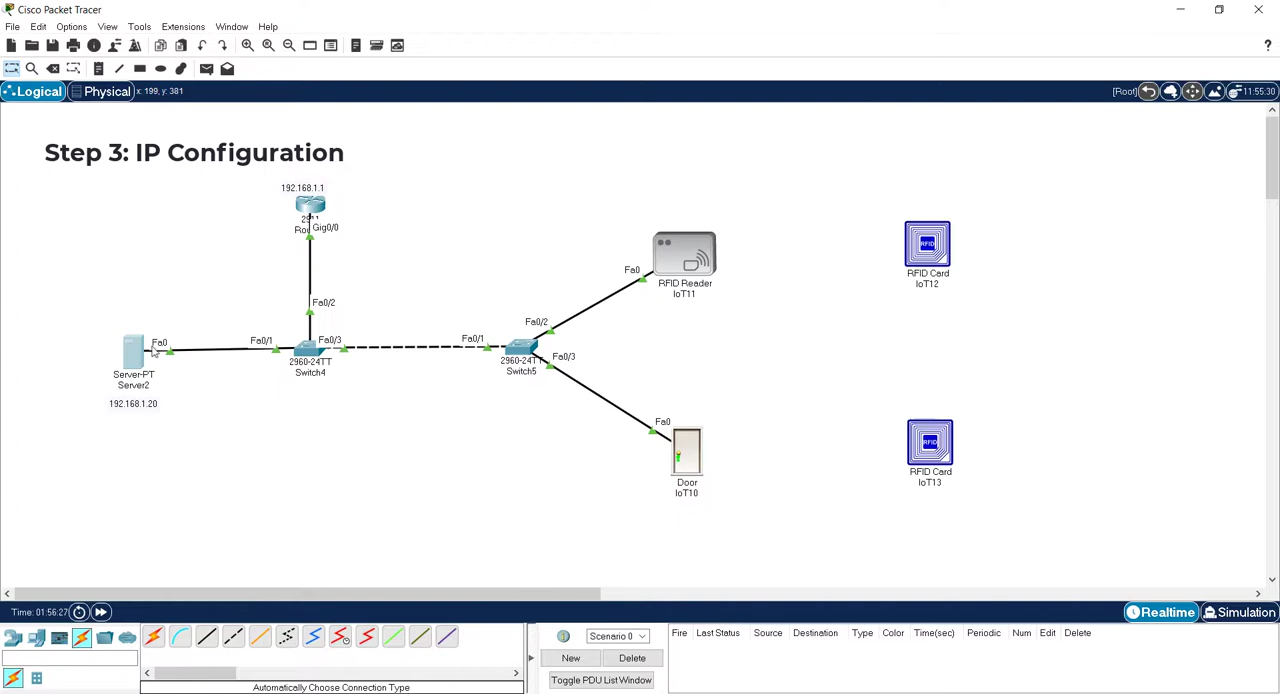 Cisco Packet Tracer
File Edit Options View Tools Extensions Window Help
?
Logical Physical x: 199, y: 381 [Root] 11:55:30
Step 3: IP Configuration
192.168.1.1
Gig0/0
Fa0/2
Fa0
Fa0/1
Fa0/3
Server-PT
Server2
192.168.1.20
2960-24TT
Switch4
Fa0/1
Fa0/2
Fa0/3
2960-24TT
Switch5
Fa0
RFID Reader
IoT11
Fa0
Door
IoT10
RFID
RFID Card
IoT12
RFID
RFID Card
IoT13
Time: 01:56:27
Realtime Simulation
Scenario 0
New Delete
Toggle PDU List Window
Fire Last Status Source Destination Type Color Time(sec) Periodic Num Edit Delete
Automatically Choose Connection Type